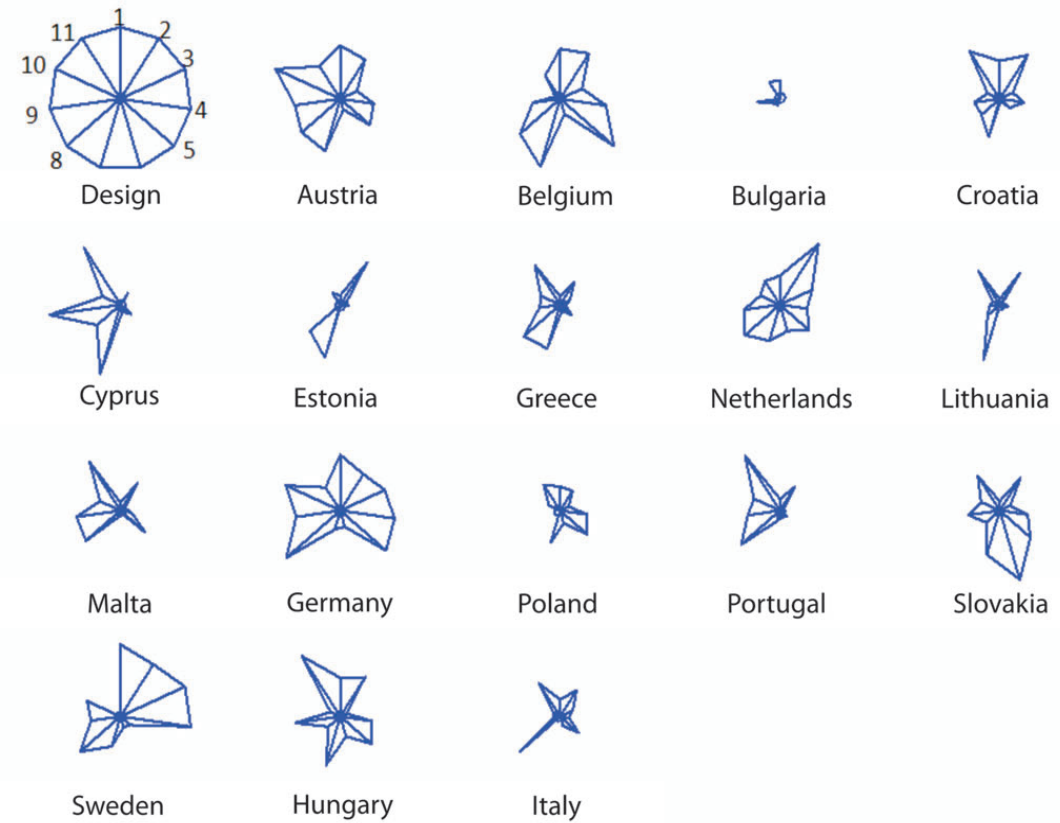 1
11
2
10
3
9
4
8
5
Design
Austria
Belgium
Bulgaria
Croatia
Cyprus
Estonia
Greece
Netherlands
Lithuania
Malta
Germany
Poland
Portugal
Slovakia
Sweden
Hungary
Italy